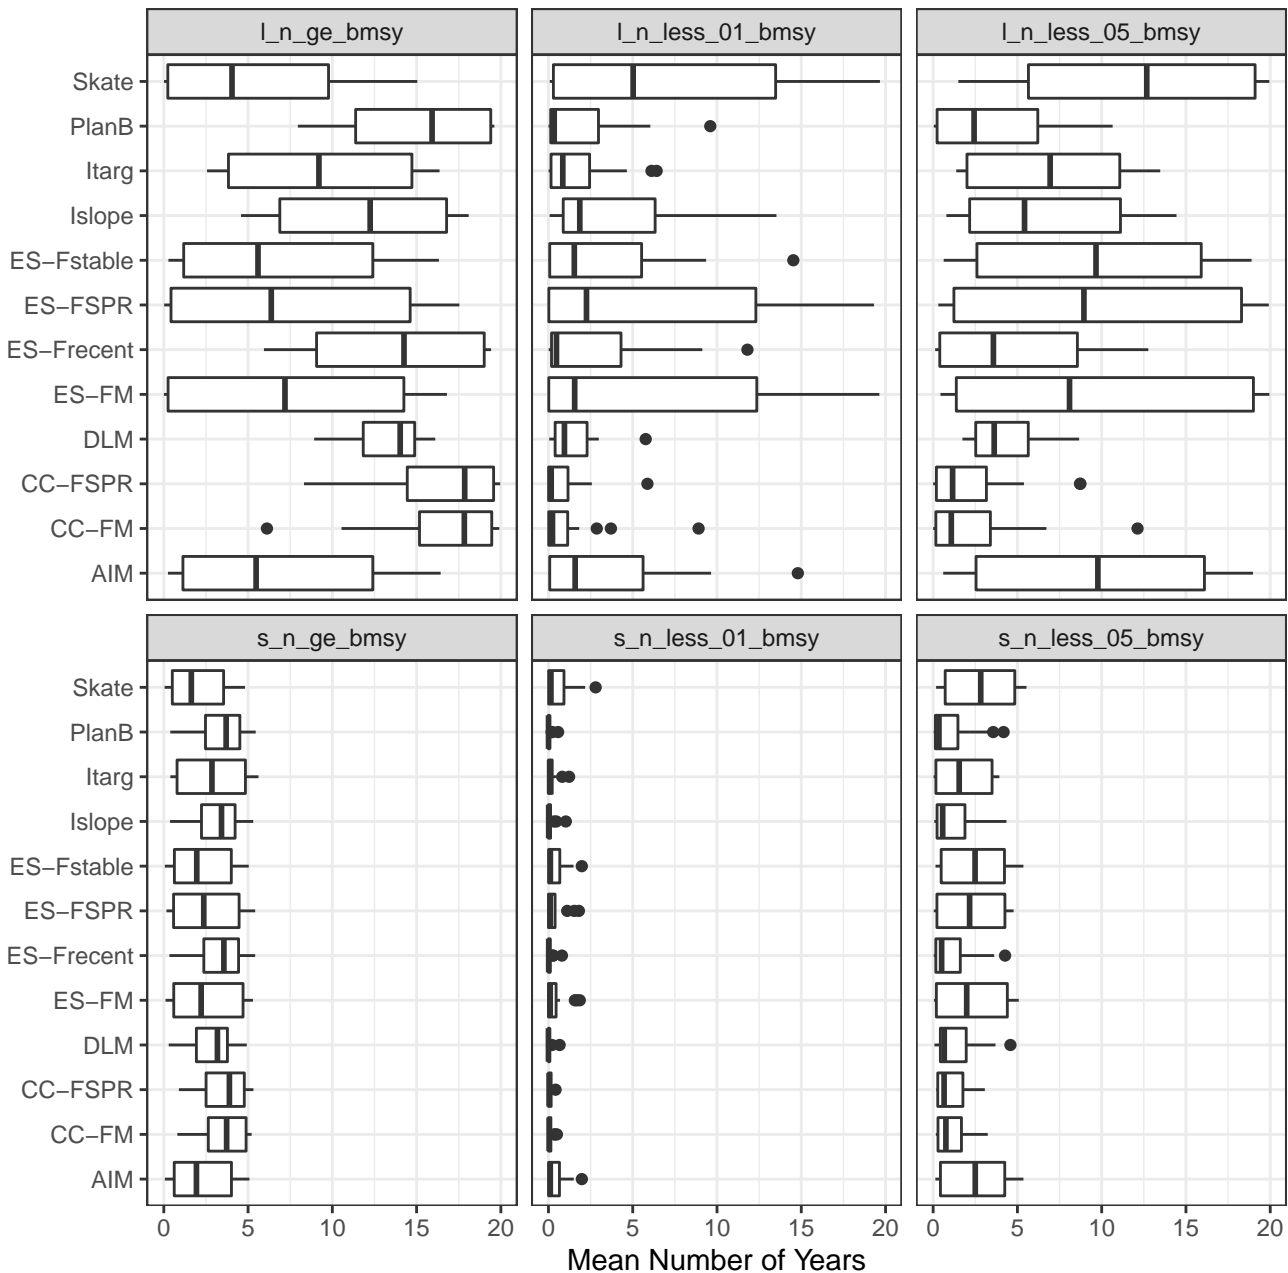 l_n_ge_bmsy l_n_less_01_bmsy l_n_less_05_bmsy
Skate
PlanB
Itarg
Islope
ES−Fstable
ES−FSPR
ES−Frecent
ES−FM
DLM
CC−FSPR
CC−FM
AIM
s_n_ge_bmsy s_n_less_01_bmsy s_n_less_05_bmsy
Skate
PlanB
Itarg
Islope
ES−Fstable
ES−FSPR
ES−Frecent
ES−FM
DLM
CC−FSPR
CC−FM
AIM
0 5 10 15 20 0 5 10 15 20 0 5 10 15 20
Mean Number of Years